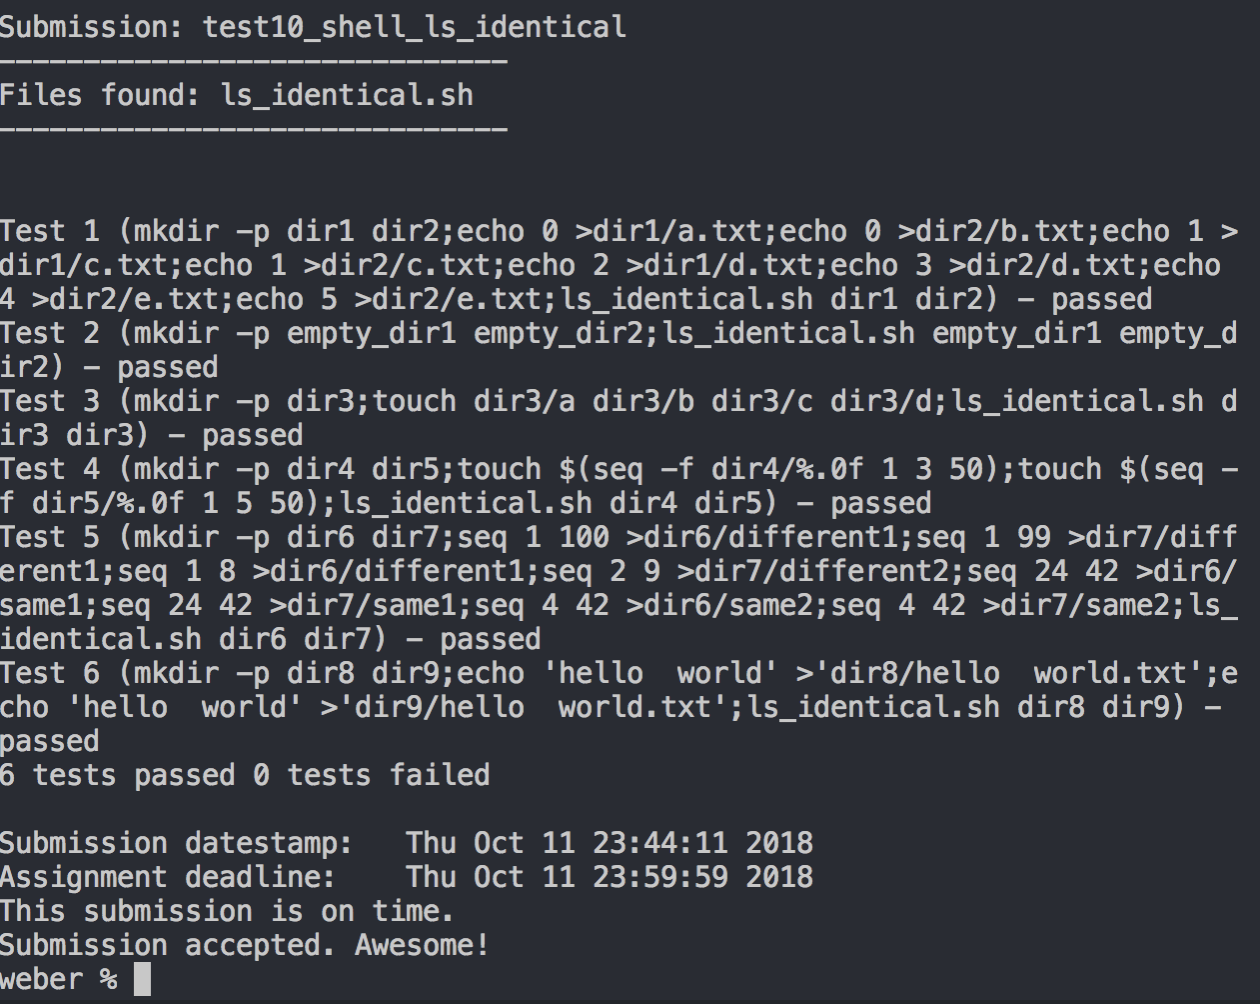 Submission: test10_shell_ls_identical
------------------------------
Files found: ls_identical.sh
------------------------------
Test 1 (mkdir -p dir1 dir2;echo 0 >dir1/a.txt;echo 0 >dir2/b.txt;echo 1 >
dir1/c.txt;echo 1 >dir2/c.txt;echo 2 >dir1/d.txt;echo 3 >dir2/d.txt;echo
4 >dir2/e.txt;echo 5 >dir2/e.txt;ls_identical.sh dir1 dir2) - passed
Test 2 (mkdir -p empty_dir1 empty_dir2;ls_identical.sh empty_dir1 empty_d
ir2) - passed
Test 3 (mkdir -p dir3;touch dir3/a dir3/b dir3/c dir3/d;ls_identical.sh d
ir3 dir3) - passed
Test 4 (mkdir -p dir4 dir5;touch $(seq -f dir4/%.0f 1 3 50);touch $(seq -
f dir5/%.0f 1 5 50);ls_identical.sh dir4 dir5) - passed
Test 5 (mkdir -p dir6 dir7;seq 1 100 >dir6/different1;seq 1 99 >dir7/diff
erent1;seq 1 8 >dir6/different1;seq 2 9 >dir7/different2;seq 24 42 >dir6/
same1;seq 24 42 >dir7/same1;seq 4 42 >dir6/same2;seq 4 42 >dir7/same2;ls_
identical.sh dir6 dir7) - passed
Test 6 (mkdir -p dir8 dir9;echo 'hello  world' >'dir8/hello  world.txt';e
cho 'hello  world' >'dir9/hello  world.txt';ls_identical.sh dir8 dir9) -
passed
6 tests passed 0 tests failed
Submission datestamp:   Thu Oct 11 23:44:11 2018
Assignment deadline:    Thu Oct 11 23:59:59 2018
This submission is on time.
Submission accepted. Awesome!
weber %